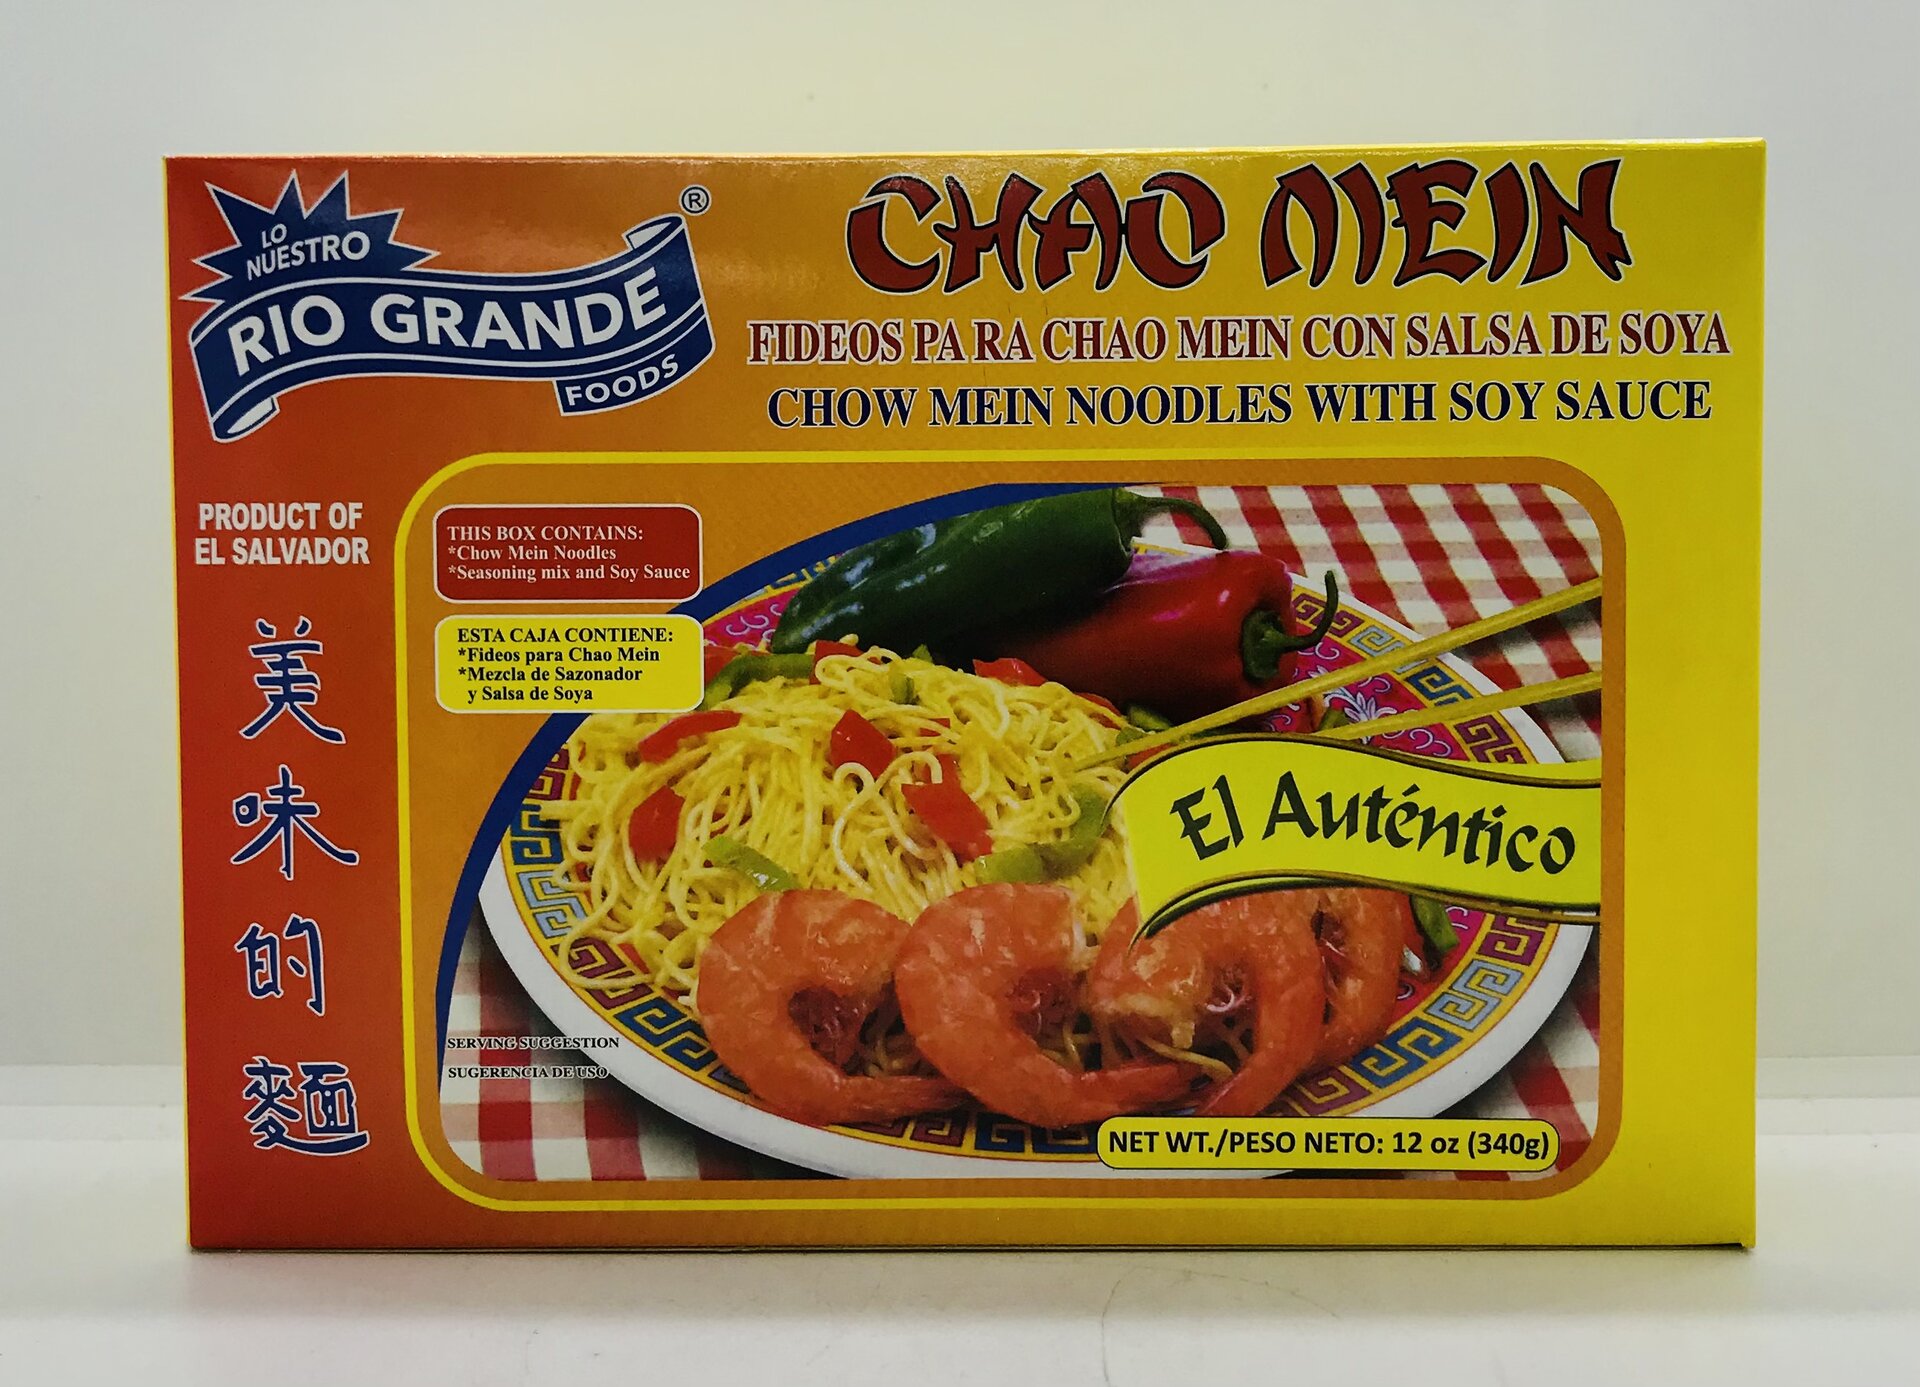 LO
NUESTRO
RIO GRANDE
FOODS
®
CHAO MEIN
FIDEOS PARA CHAO MEIN CON SALSA DE SOYA
CHOW MEIN NOODLES WITH SOY SAUCE
PRODUCT OF
EL SALVADOR
美味的麵
THIS BOX CONTAINS:
*Chow Mein Noodles
*Seasoning mix and Soy Sauce
ESTA CAJA CONTIENE:
*Fideos para Chao Mein
*Mezcla de Sazonador
y Salsa de Soya
El Auténtico
SERVING SUGGESTION
SUGERENCIA DE USO
NET WT./PESO NETO: 12 oz (340g)